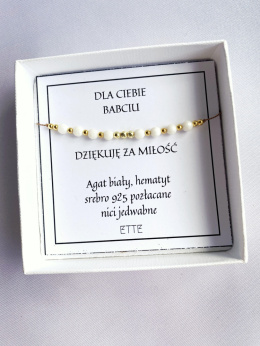 DLA CIEBIE
BABCIU
DZIĘKUJĘ ZA MIŁOŚĆ
Agat biały, hematyt
srebro 925 pozłacane
nici jedwabne
ETTE